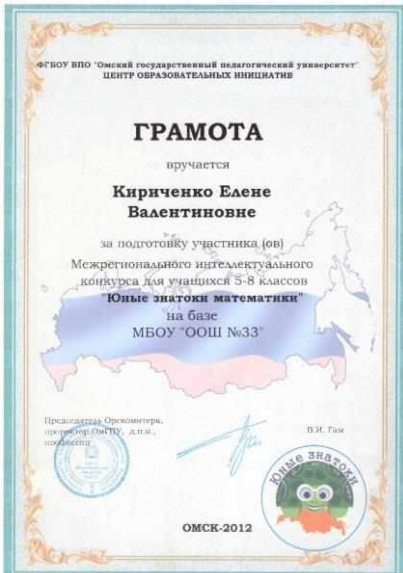 ФГБОУ ВПО "Омский государственный педагогический университет"
ЦЕНТР ОБРАЗОВАТЕЛЬНЫХ ИНИЦИАТИВ
ГРАМОТА
вручается
Кириченко Елене
Валентиновне
за подготовку участника (ов)
Межрегионального интеллектуального
конкурса для учащихся 5-8 классов
"Юные знатоки математики"
на базе
МБОУ "ООШ №33"
Председатель Оргкомитета,
проректор ОмГПУ, д.п.н.,
профессор
В.И. Гам
Юные знатоки
ОМСК-2012